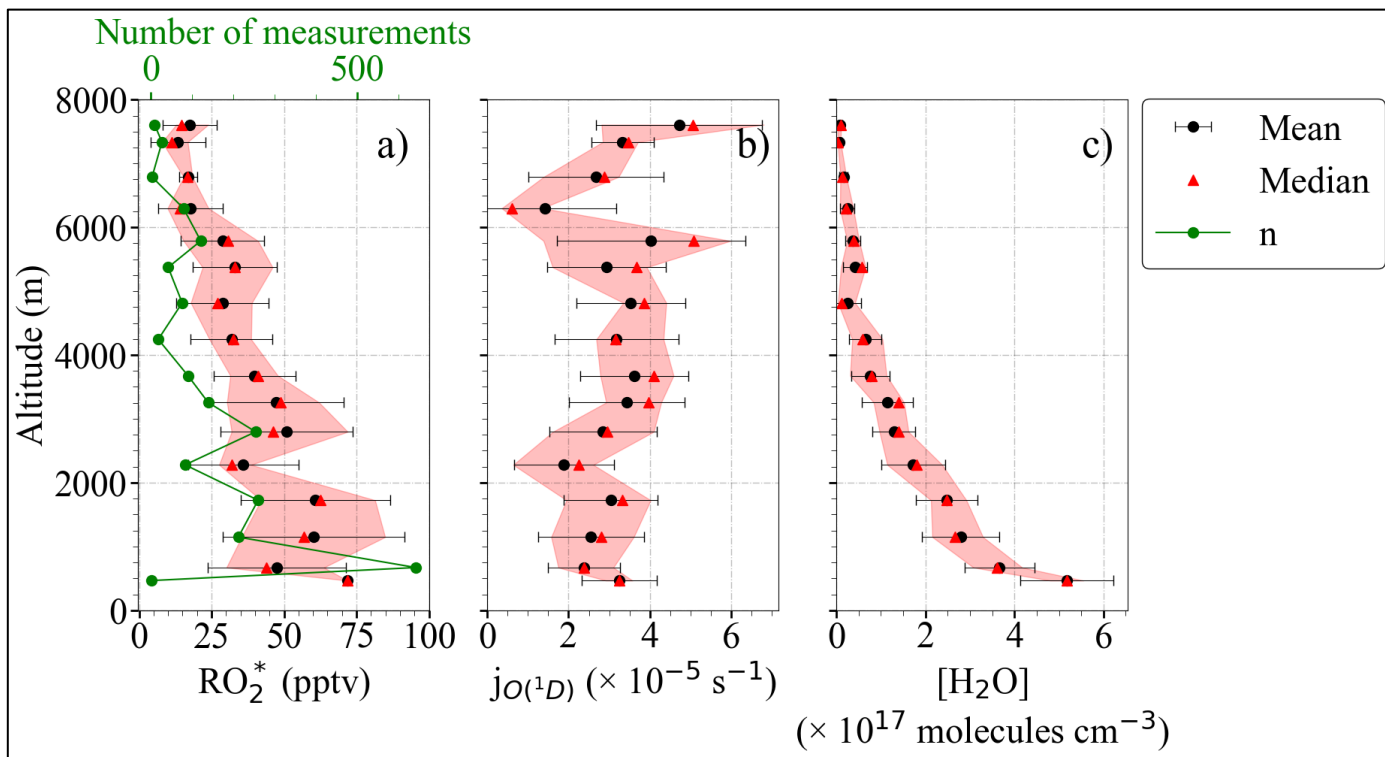 Number of measurements
0 500
8000
6000
4000
2000
0
Altitude (m)
a)
b)
c)
Mean
Median
n
0 25 50 75 100
0 2 4 6
0 2 4 6
RO₂* (pptv)
j_O(¹D) (× 10⁻⁵ s⁻¹)
[H₂O]
(× 10¹⁷ molecules cm⁻³)